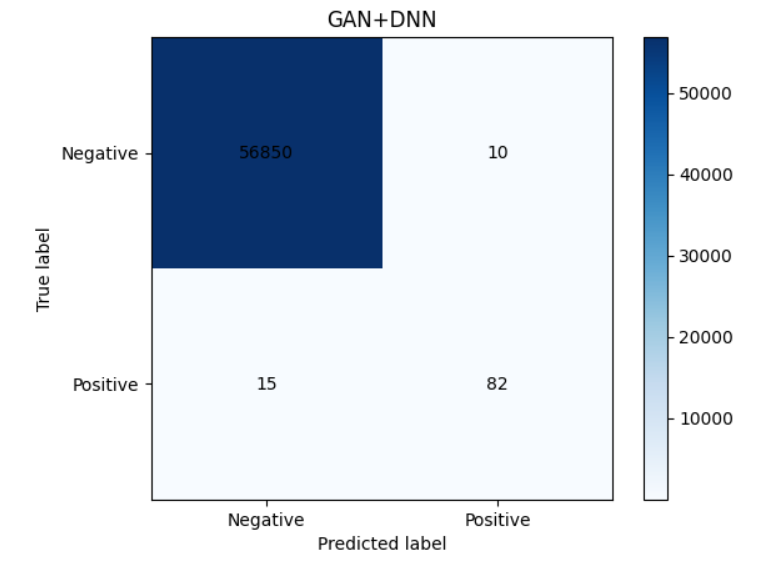 GAN+DNN
Negative
56850
10
50000
40000
30000
20000
10000
True label
Positive
15
82
Negative
Positive
Predicted label